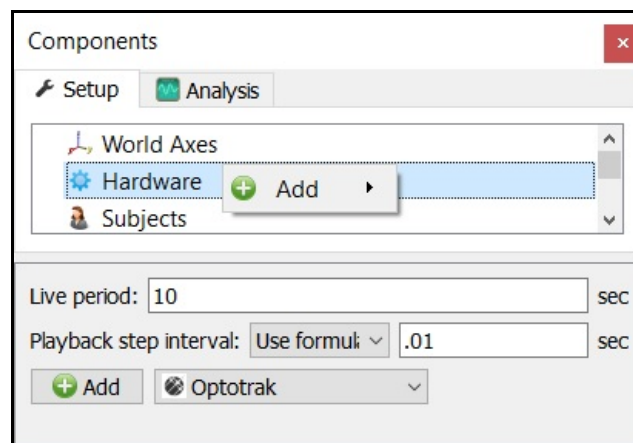 Components
Setup Analysis
World Axes
Hardware Add
Subjects
Live period: 10 sec
Playback step interval: Use formula .01 sec
Add Optotrak